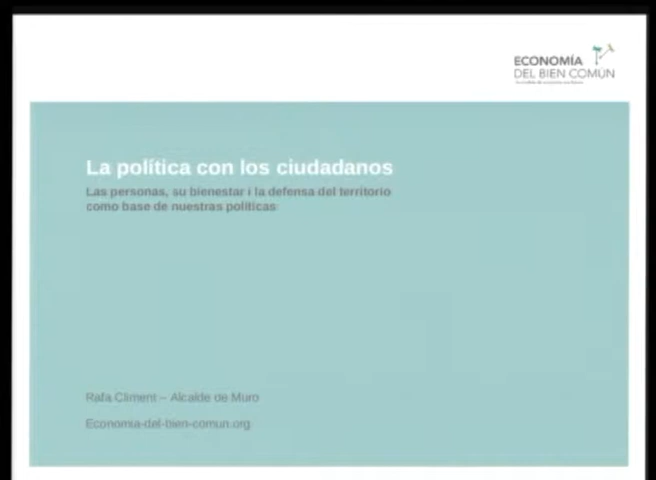 ECONOMÍA
DEL BIEN COMÚN
La política con los ciudadanos
Las personas, su bienestar i la defensa del territorio
como base de nuestras políticas
Rafa Climent – Alcalde de Muro
Economia-del-bien-comun.org